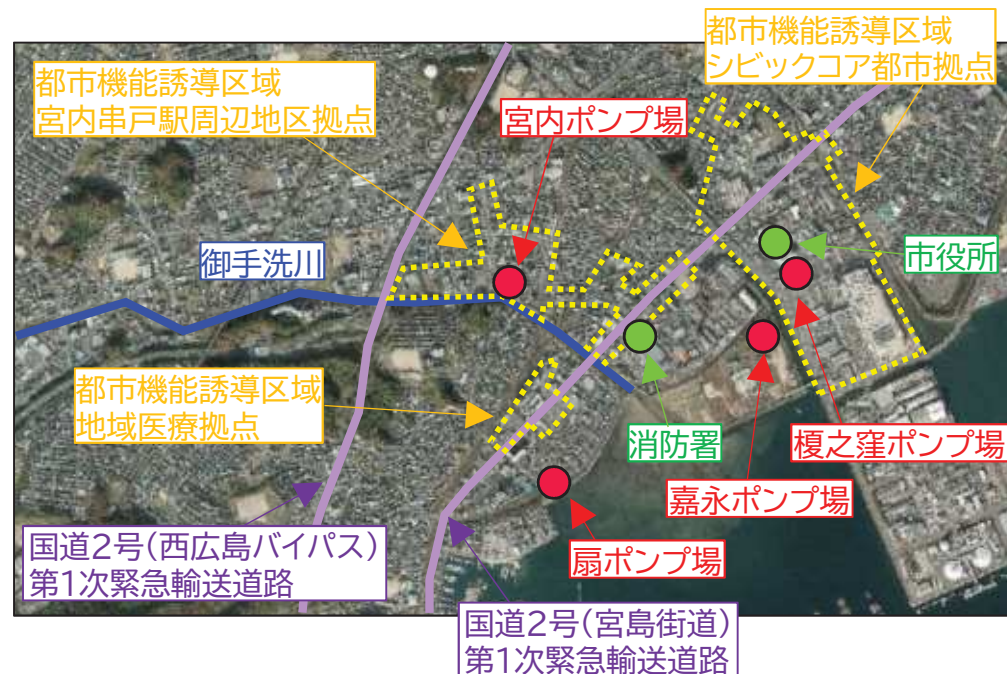 都市機能誘導区域
シビックコア都市拠点
都市機能誘導区域
宮内串戸駅周辺地区拠点
宮内ポンプ場
御手洗川
市役所
都市機能誘導区域
地域医療拠点
消防署
榎之窪ポンプ場
嘉永ポンプ場
扇ポンプ場
国道2号(西広島バイパス)
第1次緊急輸送道路
国道2号(宮島街道)
第1次緊急輸送道路